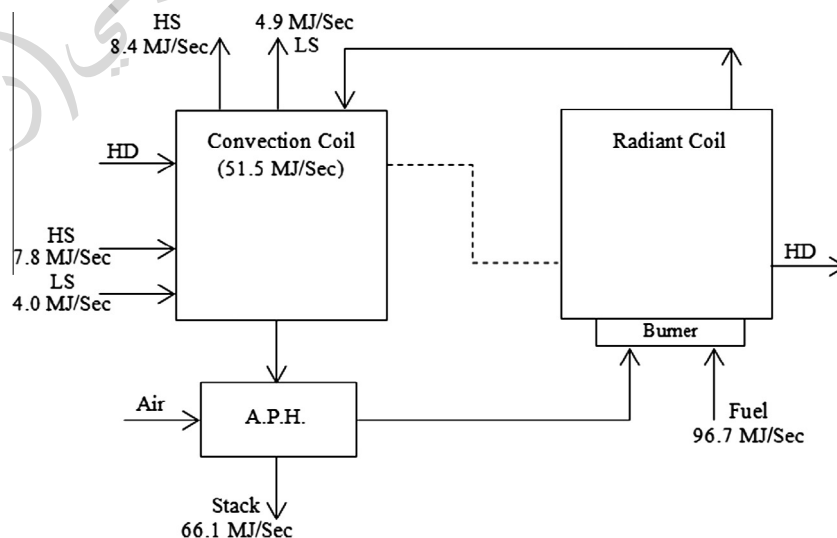 HS
8.4 MJ/Sec
4.9 MJ/Sec
LS
Convection Coil
(51.5 MJ/Sec)
Radiant Coil
HD
HS
7.8 MJ/Sec
LS
4.0 MJ/Sec
HD
Burner
Air
A.P.H.
Fuel
96.7 MJ/Sec
Stack
66.1 MJ/Sec